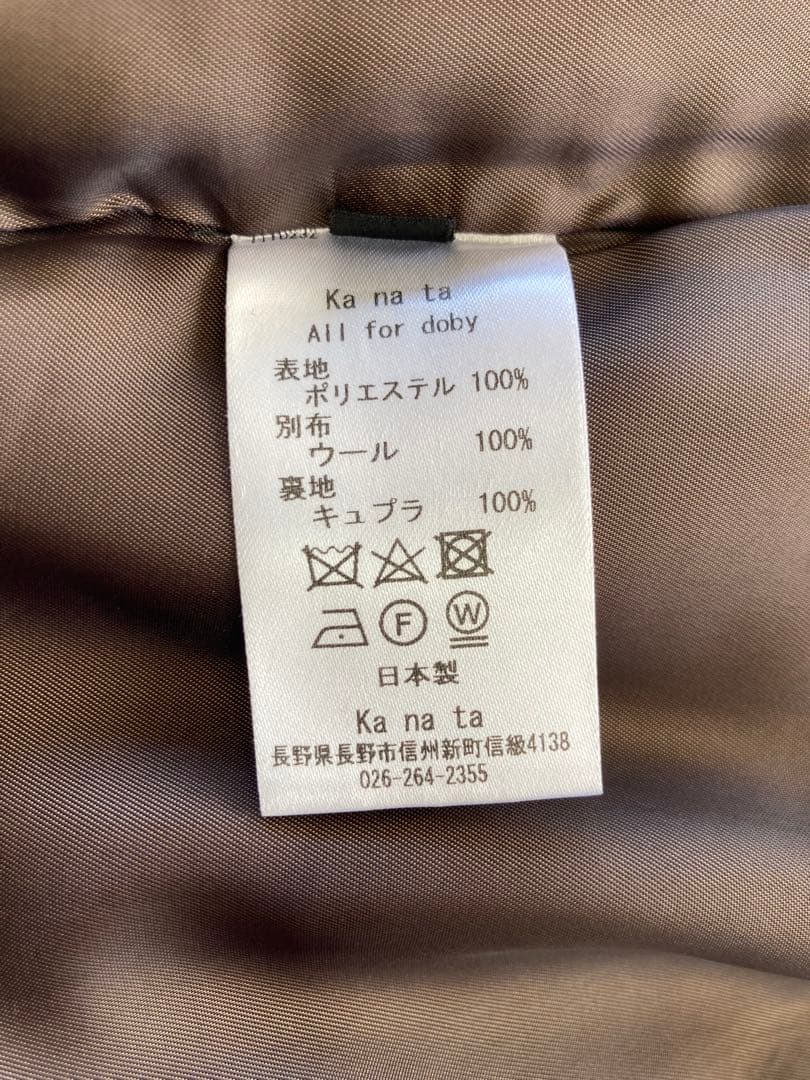 Ka na ta
All for doby
表地
ポリエステル 100%
別布
ウール 100%
裏地
キュプラ 100%
F W
日本製
Ka na ta
長野県長野市信州新町信級4138
026-264-2355